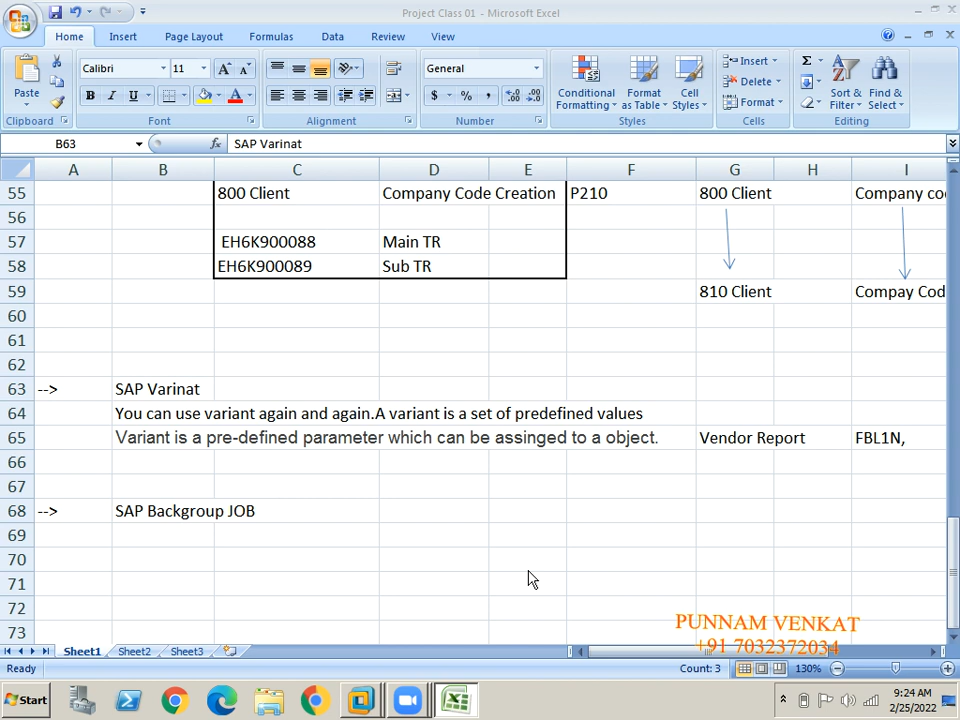 Project Class 01 - Microsoft Excel
Home Insert Page Layout Formulas Data Review View
Paste
Calibri 11 A A
General
Conditional Formatting
Format as Table
Cell Styles
Insert
Delete
Format
Sort & Filter
Find & Select
B I U A $ % ,
Clipboard Font Alignment Number Styles Cells Editing
B63 fx SAP Varinat
A B C D E F G H I
55 800 Client Company Code Creation P210 800 Client Company co
56
57 EH6K900088 Main TR
58 EH6K900089 Sub TR
59 810 Client Compay Cod
60
61
62
63 --> SAP Varinat
64 You can use variant again and again.A variant is a set of predefined values
65 Variant is a pre-defined parameter which can be assinged to a object. Vendor Report FBL1N,
66
67
68 --> SAP Backgroup JOB
69
70
71
72
73
PUNNAM VENKAT
+91 7032372034
Sheet1 Sheet2 Sheet3
Ready Count: 3 130%
Start
9:24 AM
2/25/2022